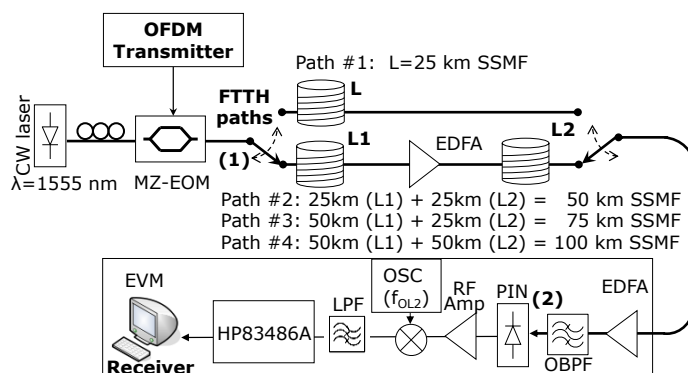 OFDM
Transmitter
Path #1: L=25 km SSMF
FTTH
paths
L
CW laser
(1)
L1
EDFA
L2
λ=1555 nm
MZ-EOM
Path #2: 25km (L1) + 25km (L2) = 50 km SSMF
Path #3: 50km (L1) + 25km (L2) = 75 km SSMF
Path #4: 50km (L1) + 50km (L2) = 100 km SSMF
EVM
OSC
(fOL2)
RF
Amp
PIN
(2)
EDFA
LPF
HP83486A
OBPF
Receiver